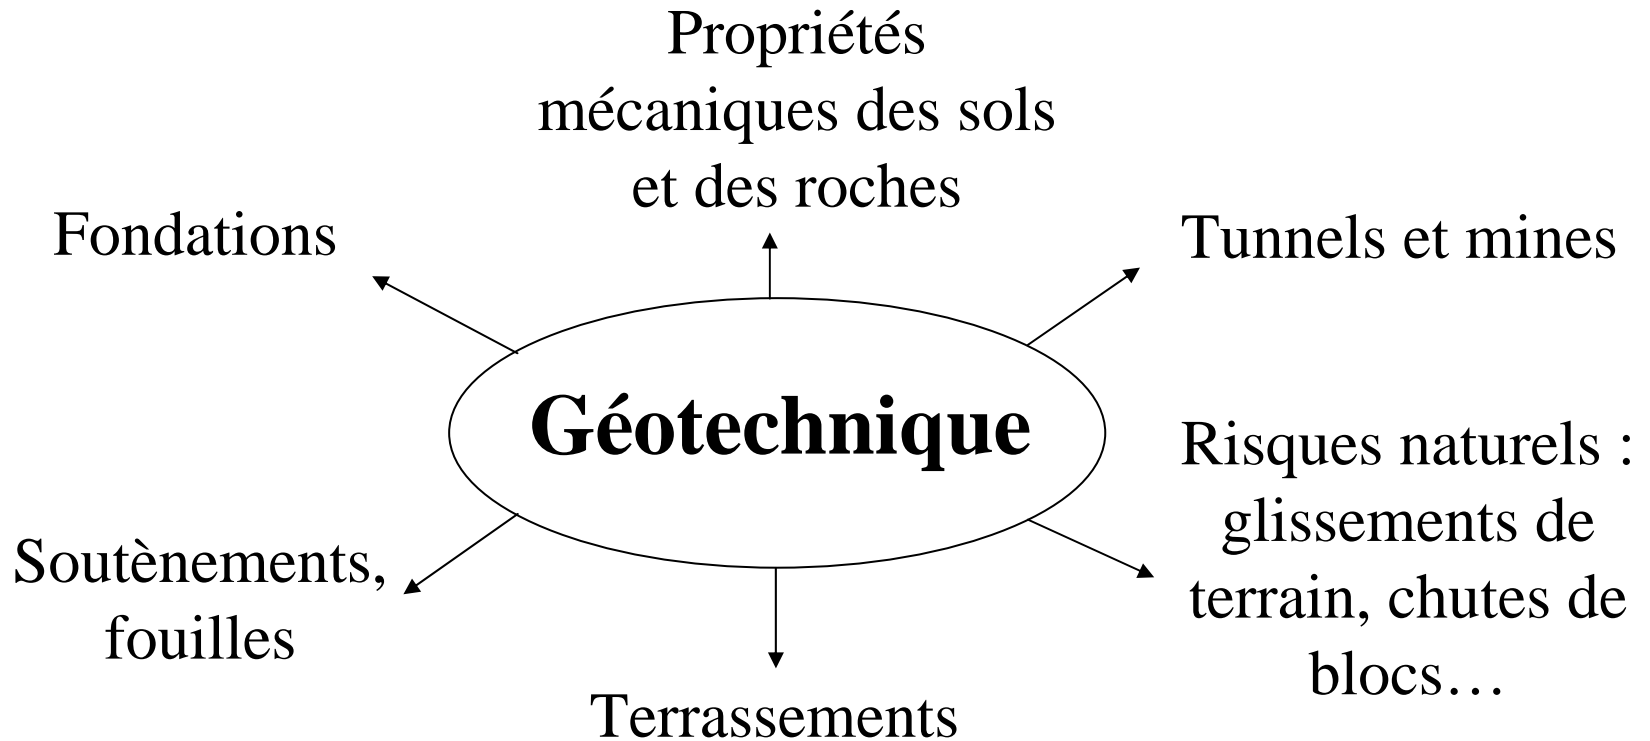 Propriétés
mécaniques des sols
et des roches
Fondations
Tunnels et mines
Géotechnique
Risques naturels :
glissements de
terrain, chutes de
blocs…
Soutènements,
fouilles
Terrassements